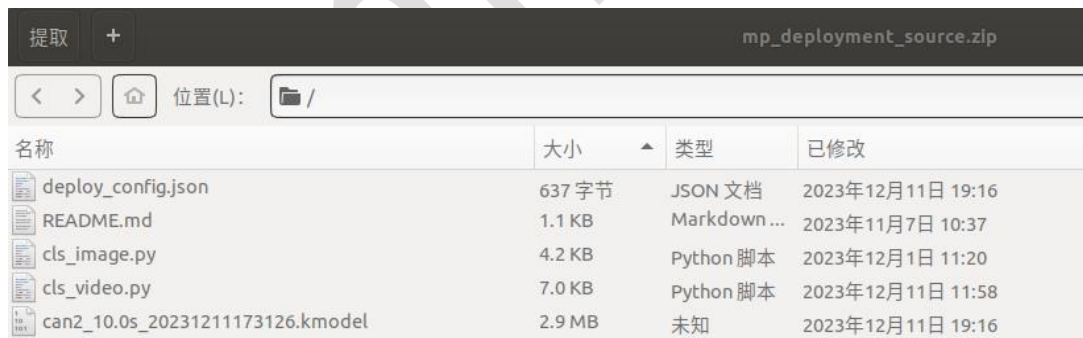 提取 + mp_deployment_source.zip
< > 位置(L): /
名称 大小 类型 已修改
deploy_config.json 637 字节 JSON 文档 2023年12月11日 19:16
README.md 1.1 KB Markdown ... 2023年11月7日 10:37
cls_image.py 4.2 KB Python 脚本 2023年12月1日 11:20
cls_video.py 7.0 KB Python 脚本 2023年12月11日 11:58
can2_10.0s_20231211173126.kmodel 2.9 MB 未知 2023年12月11日 19:16